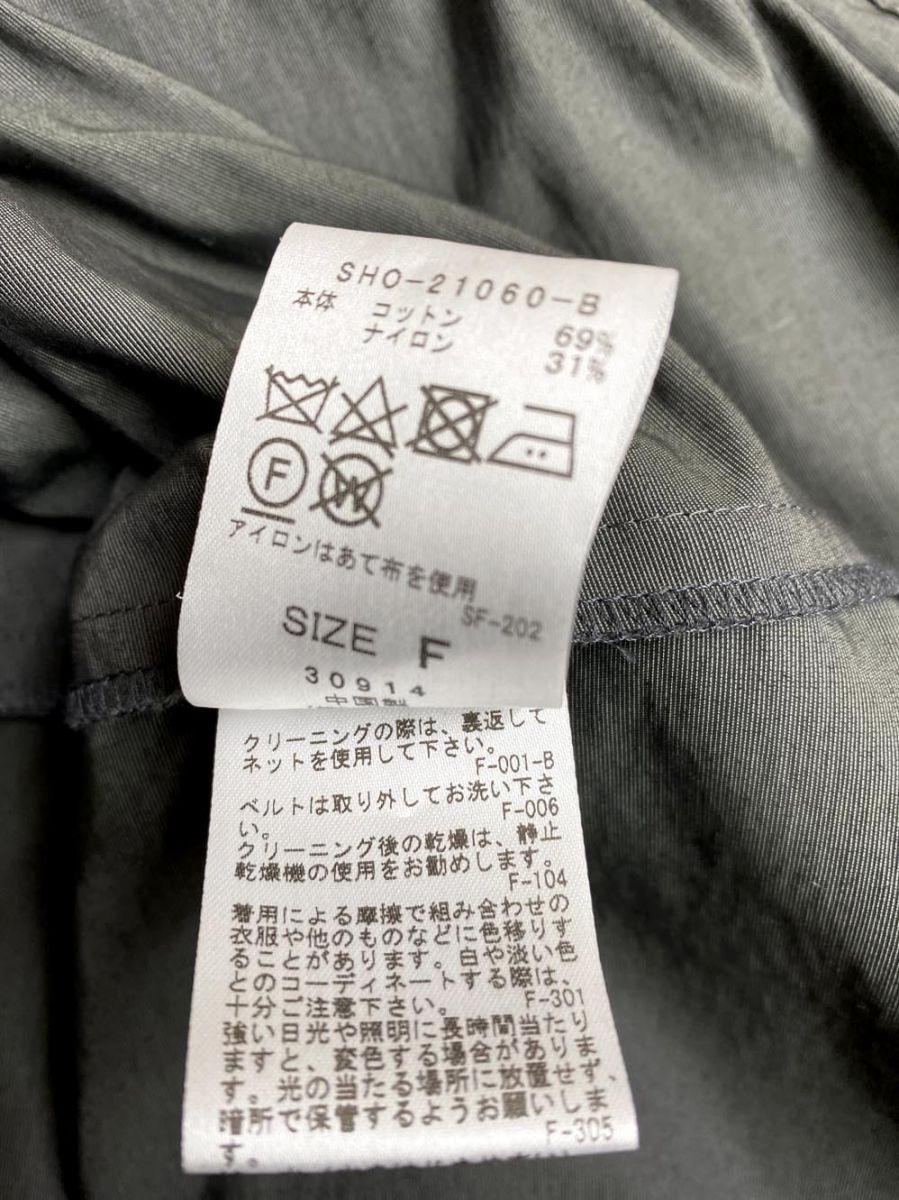 SHO-21060-B
本体 コットン 69%
ナイロン 31%
F W
アイロンはあて布を使用
SF-202
SIZE F
30914
中国製
クリーニングの際は、裏返して
ネットを使用して下さい。
F-001-B
ベルトは取り外してお洗い下さ
い。
F-006
クリーニング後の乾燥は、静止
乾燥機の使用をお勧めします。
F-104
着用による摩擦で組み合わせの
衣服や他のものなどに色移りす
ることがあります。白や淡い色
とのコーディネートする際は、
十分ご注意下さい。 F-301
強い日光や照明に長時間当たり
ますと、変色する場合がありま
す。光の当たる場所に放置せず、
暗所で保管するようお願いしま
す。
F-305